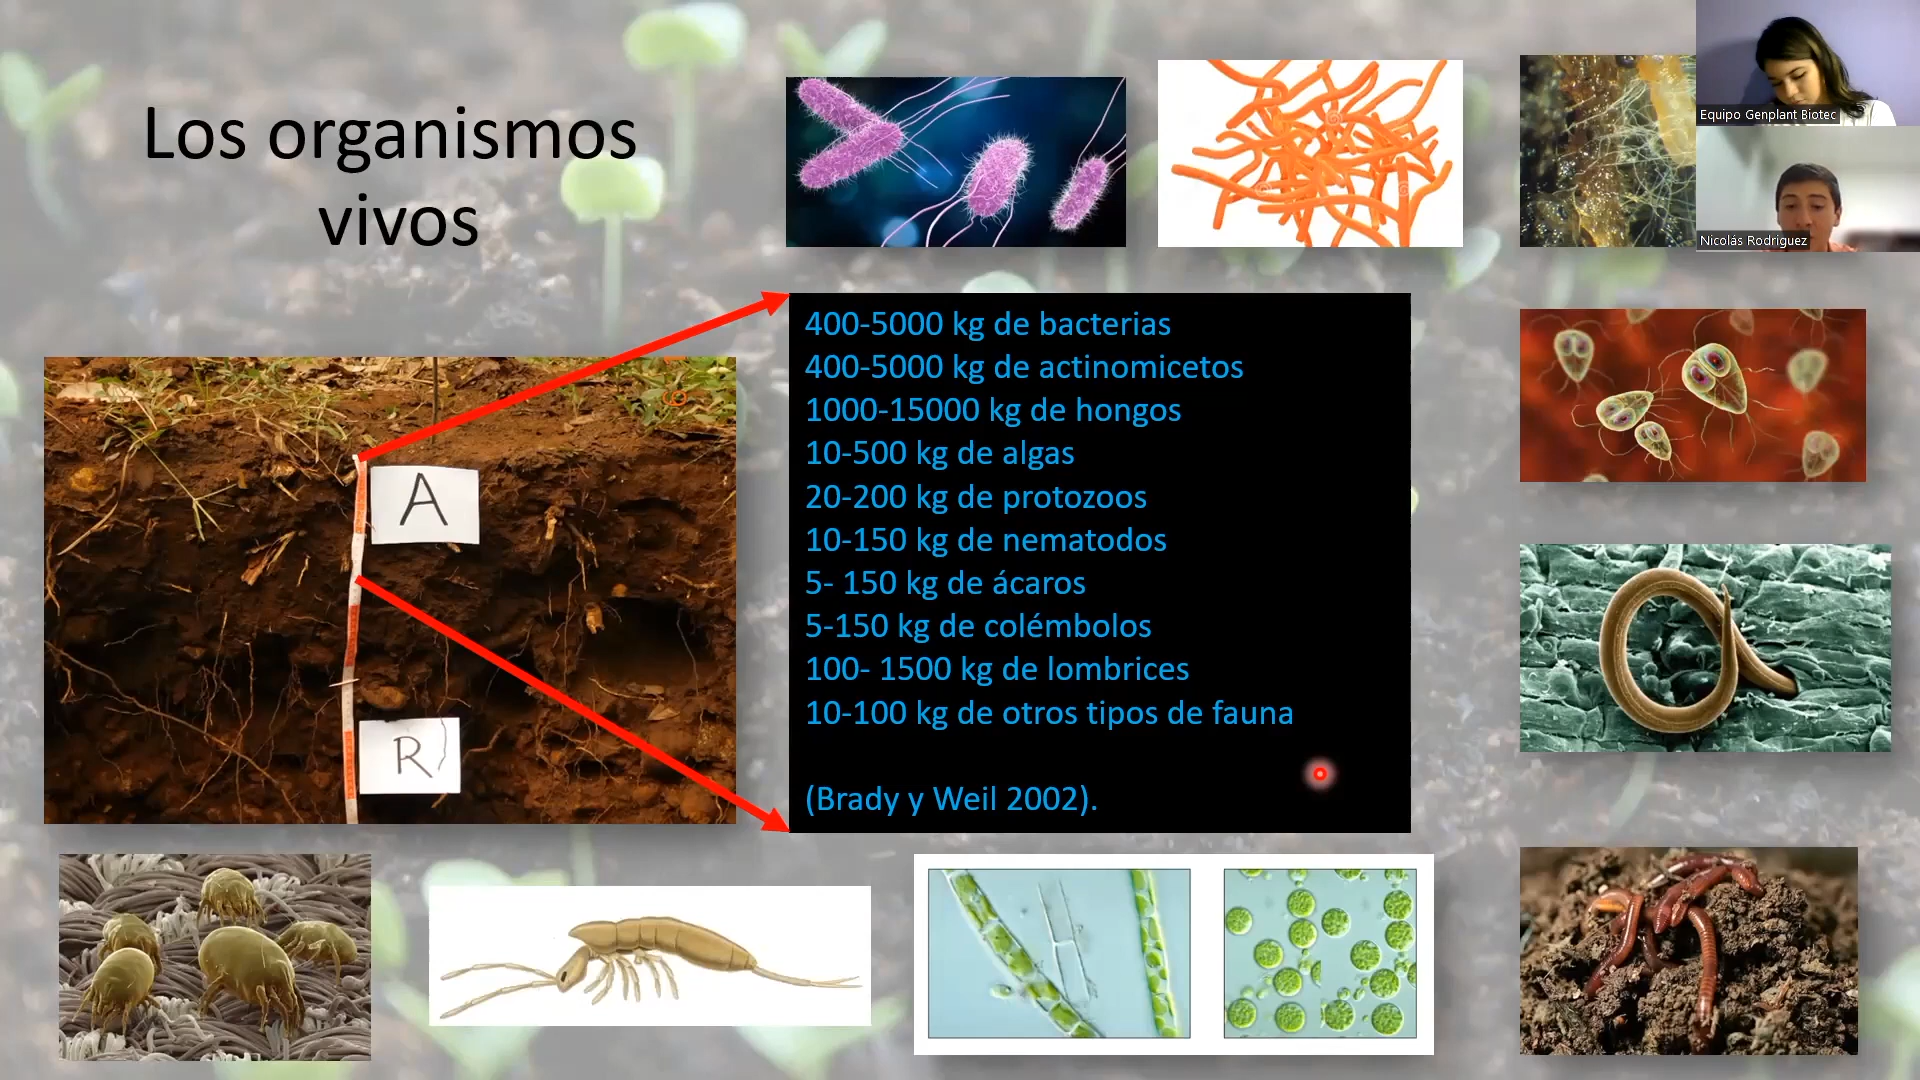 Los organismos
vivos
Equipo Genplant Biotec
Nicolás Rodríguez
400-5000 kg de bacterias
400-5000 kg de actinomicetos
1000-15000 kg de hongos
10-500 kg de algas
20-200 kg de protozoos
10-150 kg de nematodos
5- 150 kg de ácaros
5-150 kg de colémbolos
100- 1500 kg de lombrices
10-100 kg de otros tipos de fauna
(Brady y Weil 2002).
A
R